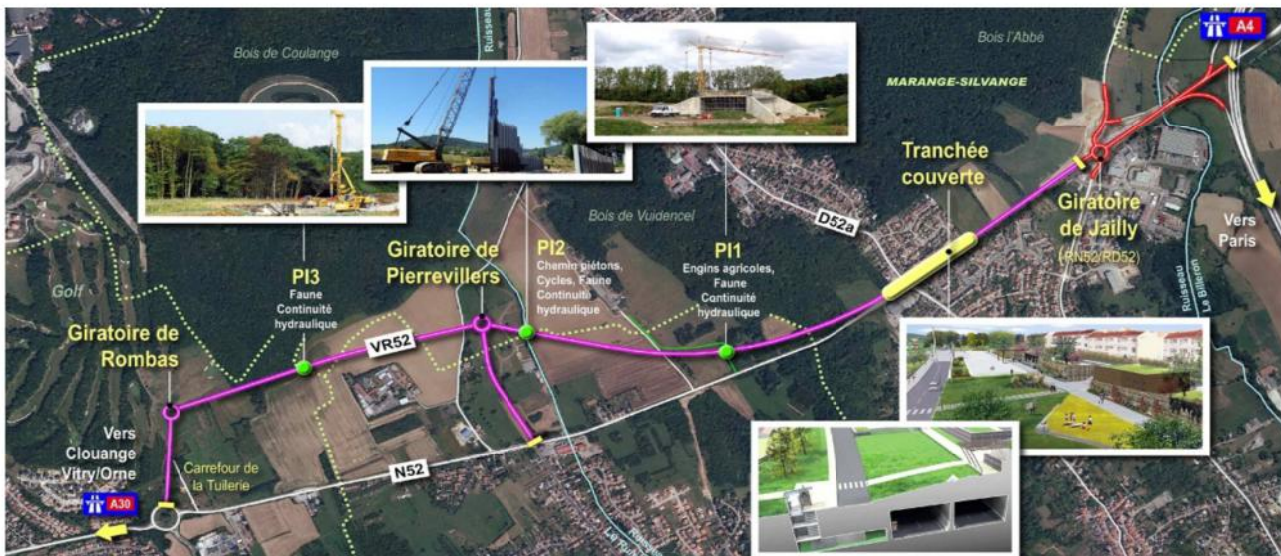 Bois de Coulange
Ruisseau
Bois l'Abbé
A4
MARANGE-SILVANGE
Tranchée
couverte
D52a
Giratoire
de Jailly
(RN52/RD52)
Vers
Paris
Ruisseau
Le Billeron
Bois de Vuidencel
Giratoire de
Pierrevillers
PI2
Chemin piétons,
Cycles, Faune
Continuité
hydraulique
PI1
Engins agricoles,
Faune
Continuité
hydraulique
PI3
Faune
Continuité
hydraulique
Golf
Giratoire de
Rombas
VR52
Vers
Clouange
Vitry/Orne
Carrefour de
la Tuilerie
N52
A30